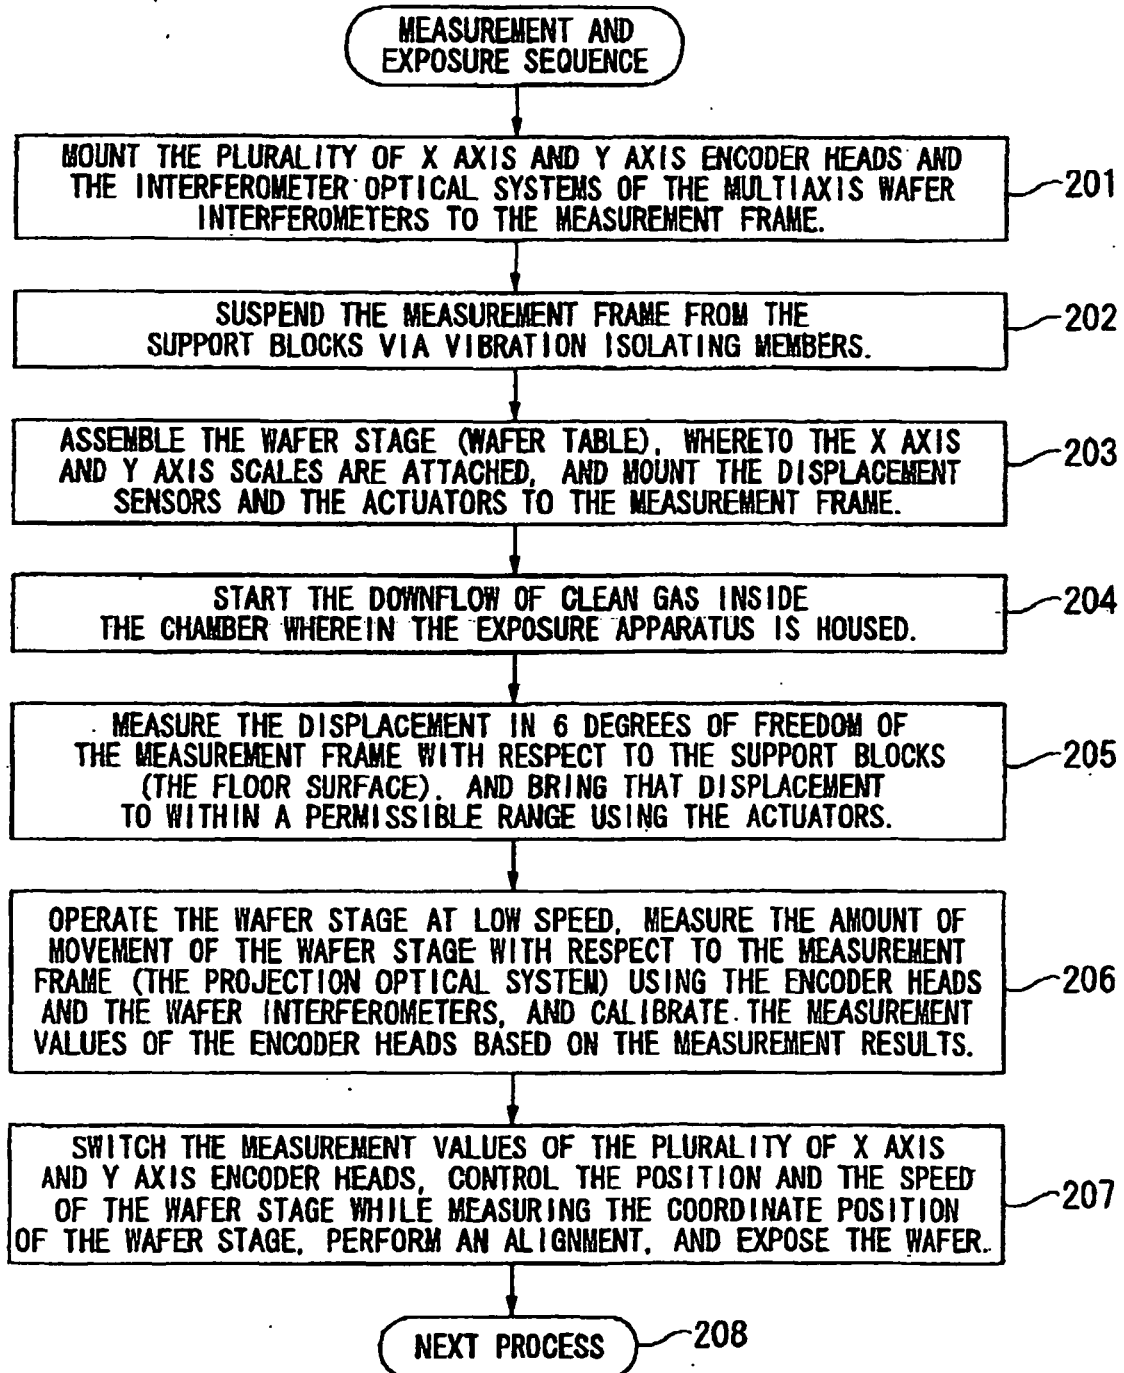 MEASUREMENT AND
EXPOSURE SEQUENCE
MOUNT THE PLURALITY OF X AXIS AND Y AXIS ENCODER HEADS AND
THE INTERFEROMETER OPTICAL SYSTEMS OF THE MULTIAXIS WAFER
INTERFEROMETERS TO THE MEASUREMENT FRAME.
201
SUSPEND THE MEASUREMENT FRAME FROM THE
SUPPORT BLOCKS VIA VIBRATION ISOLATING MEMBERS.
202
ASSEMBLE THE WAFER STAGE (WAFER TABLE), WHERETO THE X AXIS
AND Y AXIS SCALES ARE ATTACHED, AND MOUNT THE DISPLACEMENT
SENSORS AND THE ACTUATORS TO THE MEASUREMENT FRAME.
203
START THE DOWNFLOW OF CLEAN GAS INSIDE
THE CHAMBER WHEREIN THE EXPOSURE APPARATUS IS HOUSED.
204
MEASURE THE DISPLACEMENT IN 6 DEGREES OF FREEDOM OF
THE MEASUREMENT FRAME WITH RESPECT TO THE SUPPORT BLOCKS
(THE FLOOR SURFACE), AND BRING THAT DISPLACEMENT
TO WITHIN A PERMISSIBLE RANGE USING THE ACTUATORS.
205
OPERATE THE WAFER STAGE AT LOW SPEED, MEASURE THE AMOUNT OF
MOVEMENT OF THE WAFER STAGE WITH RESPECT TO THE MEASUREMENT
FRAME (THE PROJECTION OPTICAL SYSTEM) USING THE ENCODER HEADS
AND THE WAFER INTERFEROMETERS, AND CALIBRATE THE MEASUREMENT
VALUES OF THE ENCODER HEADS BASED ON THE MEASUREMENT RESULTS.
206
SWITCH THE MEASUREMENT VALUES OF THE PLURALITY OF X AXIS
AND Y AXIS ENCODER HEADS, CONTROL THE POSITION AND THE SPEED
OF THE WAFER STAGE WHILE MEASURING THE COORDINATE POSITION
OF THE WAFER STAGE, PERFORM AN ALIGNMENT, AND EXPOSE THE WAFER.
207
NEXT PROCESS
208